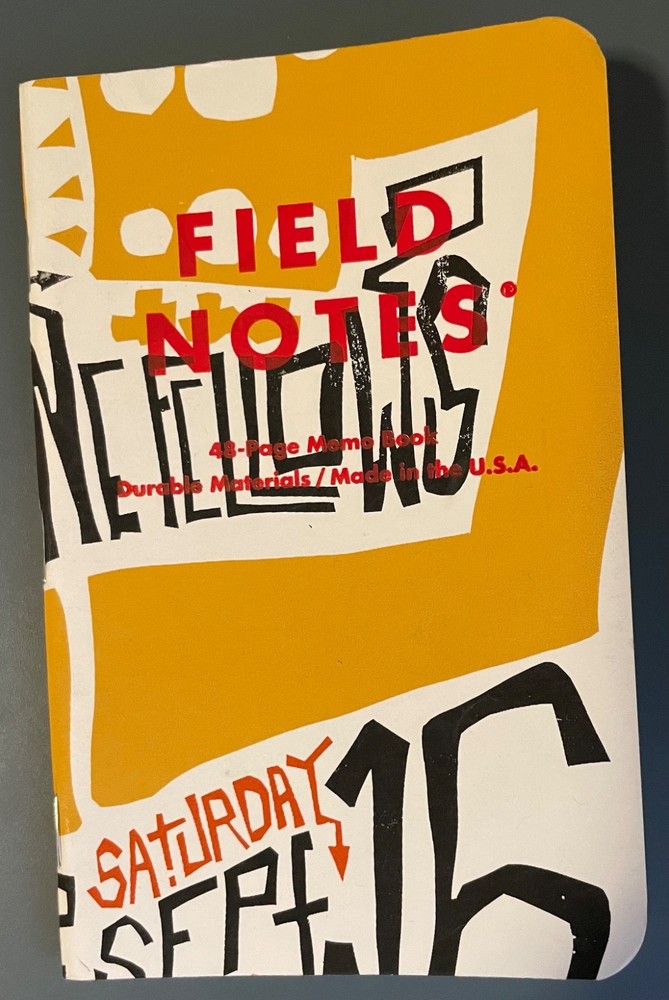 FIELD
NOTES®
NE FELLOWS
48-Page Memo Book
Durable Materials / Made in the U.S.A.
SATURDAY
SEPT 16